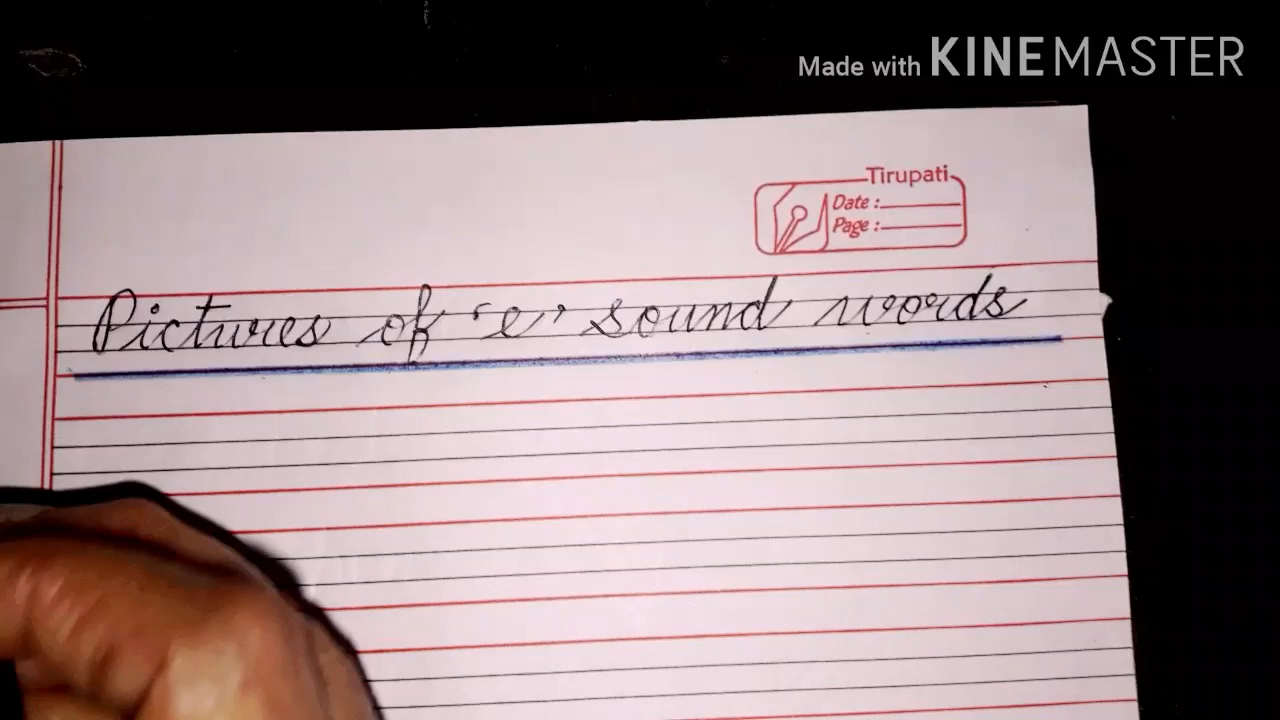 Made with KINEMASTER
Tirupati
Date :
Page :
Pictures of 'e' sound words